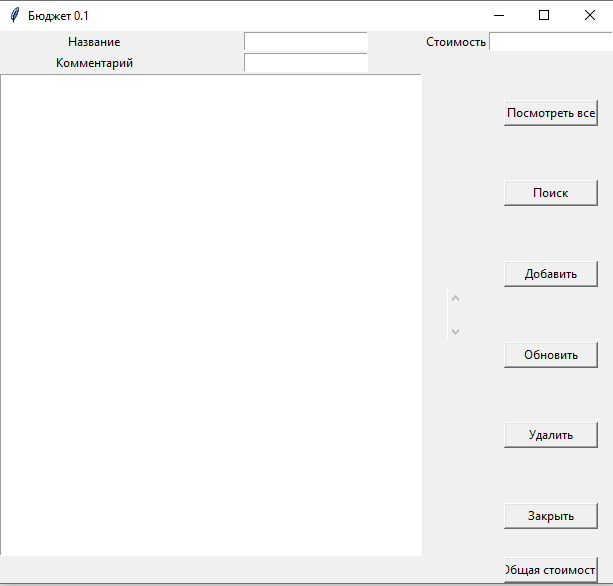 Бюджет 0.1
Название
Стоимость
Комментарий
Посмотреть все
Поиск
Добавить
Обновить
Удалить
Закрыть
Общая стоимост